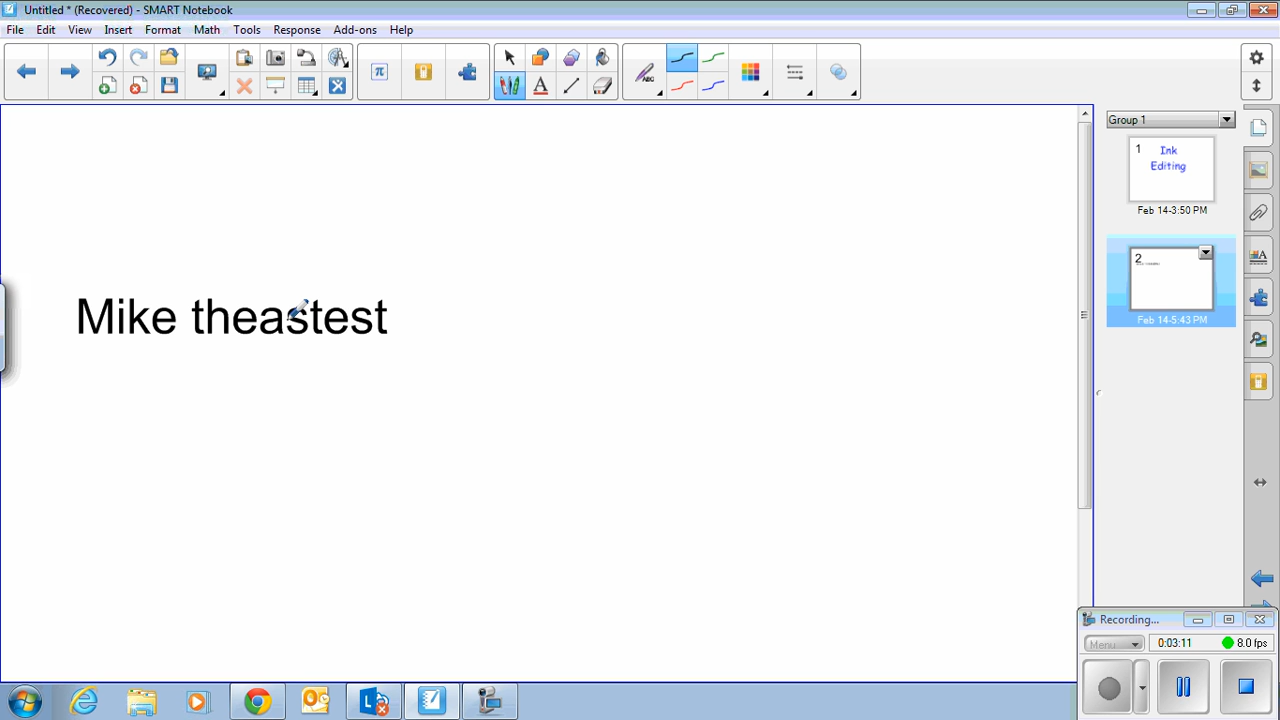 Untitled * (Recovered) - SMART Notebook
File Edit View Insert Format Math Tools Response Add-ons Help
π A ABC
Group 1
1 Ink
Editing
Feb 14-3:50 PM
Mike theastest
2
Feb 14-5:43 PM
Recording...
Menu 0:03:11 8.0 fps